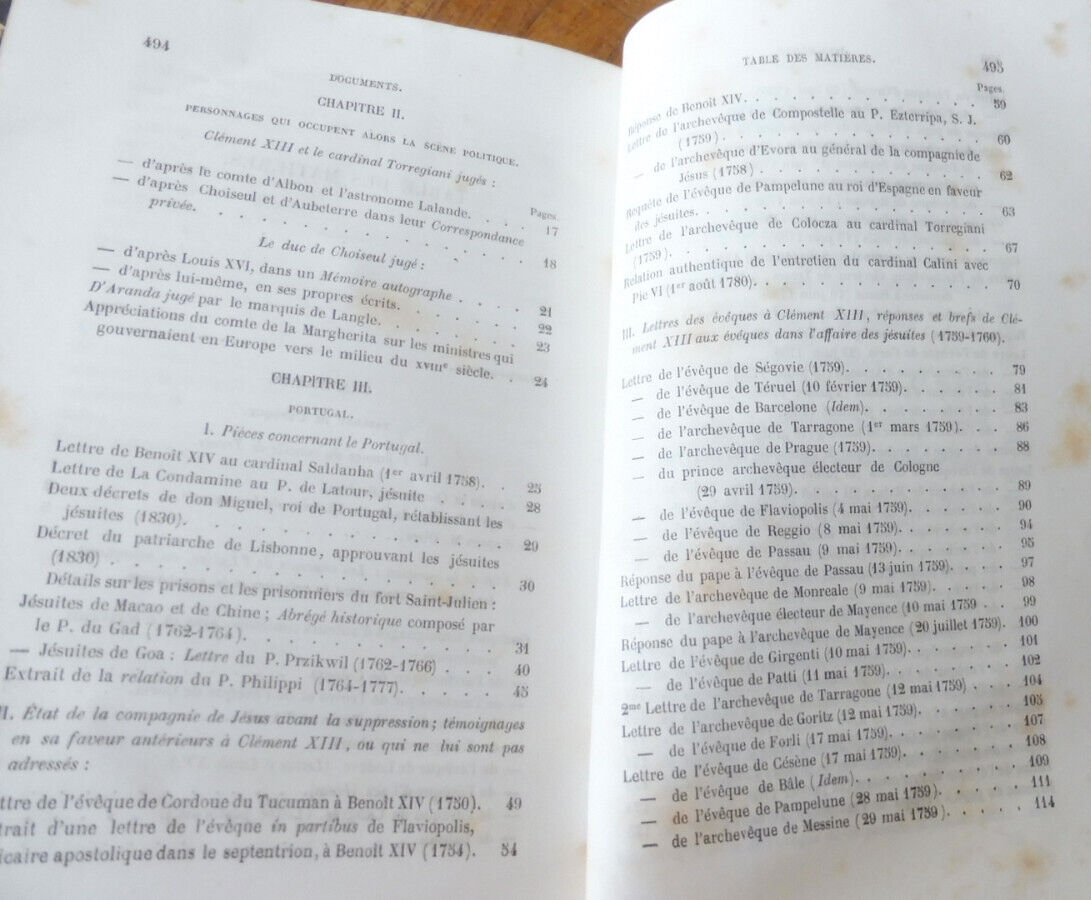 494
DOCUMENTS.
CHAPITRE II.
PERSONNAGES QUI OCCUPENT ALORS LA SCÈNE POLITIQUE.
Clément XIII et le cardinal Torregiani jugés :
Pages.
— d'après le comte d'Albon et l'astronome Lalande. . . 17
— d'après Choiseul et d'Aubeterre dans leur Correspondance
privée. . . . . . . . . . . 18
Le duc de Choiseul jugé :
— d'après Louis XVI, dans un Mémoire autographe . . . . 21
— d'après lui-même, en ses propres écrits. . . . . . 22
D'Aranda jugé par le marquis de Langle. . . . . . 23
Appréciations du comte de la Margherita sur les ministres qui
gouvernaient en Europe vers le milieu du XVIIIe siècle. . 24
CHAPITRE III.
PORTUGAL.
I. Pièces concernant le Portugal.
Lettre de Benoît XIV au cardinal Saldanha (1er avril 1758). . 25
Lettre de La Condamine au P. de Latour, jésuite . . . . 28
Deux décrets de don Miguel, roi de Portugal, rétablissant les
jésuites (1830). . . . . . . . . . . 29
Décret du patriarche de Lisbonne, approuvant les jésuites
(1830) . . . . . . . . . . . . 30
Détails sur les prisons et les prisonniers du fort Saint-Julien :
Jésuites de Macao et de Chine ; Abrégé historique composé par
le P. du Gad (1762-1764). . . . . . . . . 31
— Jésuites de Goa : Lettre du P. Przikwil (1762-1766) . . . 40
Extrait de la relation du P. Philippi (1764-1777). . . . . 45
II. État de la compagnie de Jésus avant la suppression; témoignages
en sa faveur antérieurs à Clément XIII, ou qui ne lui sont pas
adressés :
ttre de l'évêque de Cordoue du Tucuman à Benoît XIV (1750). 49
trait d'une lettre de l'évêque in partibus de Flaviopolis,
icaire apostolique dans le septentrion, à Benoît XIV (1754). 54
TABLE DES MATIÈRES.
495
Pages.
Réponse de Benoît XIV. . . . . . . . . . . 59
Lettre de l'archevêque de Compostelle au P. Ezterripa, S. J.
(1759) . . . . . . . . . . . . 60
— de l'archevêque d'Evora au général de la compagnie de
Jésus (1758) . . . . . . . . . . 62
Requête de l'évêque de Pampelune au roi d'Espagne en faveur
des jésuites. . . . . . . . . . . . 63
Lettre de l'archevêque de Colocza au cardinal Torregiani
(1759). . . . . . . . . . . . . 67
Relation authentique de l'entretien du cardinal Calini avec
Pie VI (1er août 1780). . . . . . . . . . 70
III. Lettres des évêques à Clément XIII, réponses et brefs de Clé-
ment XIII aux évêques dans l'affaire des jésuites (1759-1760).
Lettre de l'évêque de Ségovie (1759). . . . . . . . 79
— de l'évêque de Téruel (10 février 1759). . . . . . 81
— de l'évêque de Barcelone (Idem). . . . . . . . 83
— de l'archevêque de Tarragone (1er mars 1759). . . . 86
— de l'archevêque de Prague (1759). . . . . . . 88
— du prince archevêque électeur de Cologne
(29 avril 1759). . . . . . . . . . 89
— de l'évêque de Flaviopolis (4 mai 1759). . . . . 90
— de l'évêque de Reggio (8 mai 1759). . . . . . 94
— de l'évêque de Passau (9 mai 1759). . . . . . 95
Réponse du pape à l'évêque de Passau (13 juin 1759). . . . 97
Lettre de l'archevêque de Monreale (9 mai 1759). . . . . 98
— de l'archevêque électeur de Mayence (10 mai 1759 . . . 99
Réponse du pape à l'archevêque de Mayence (20 juillet 1759). 100
Lettre de l'évêque de Girgenti (10 mai 1759). . . . . . 101
— de l'évêque de Patti (11 mai 1759). . . . . . . 102
2me Lettre de l'archevêque de Tarragone (12 mai 1759) . . . 104
Lettre de l'archevêque de Goritz (12 mai 1759). . . . . . 105
— de l'évêque de Forli (17 mai 1759). . . . . . . 107
Lettre de l'évêque de Césène (17 mai 1759). . . . . . 108
— de l'évêque de Bâle (Idem). . . . . . . . . 109
— de l'évêque de Pampelune (28 mai 1759). . . . . 111
— de l'archevêque de Messine (29 mai 1759). . . . . 114